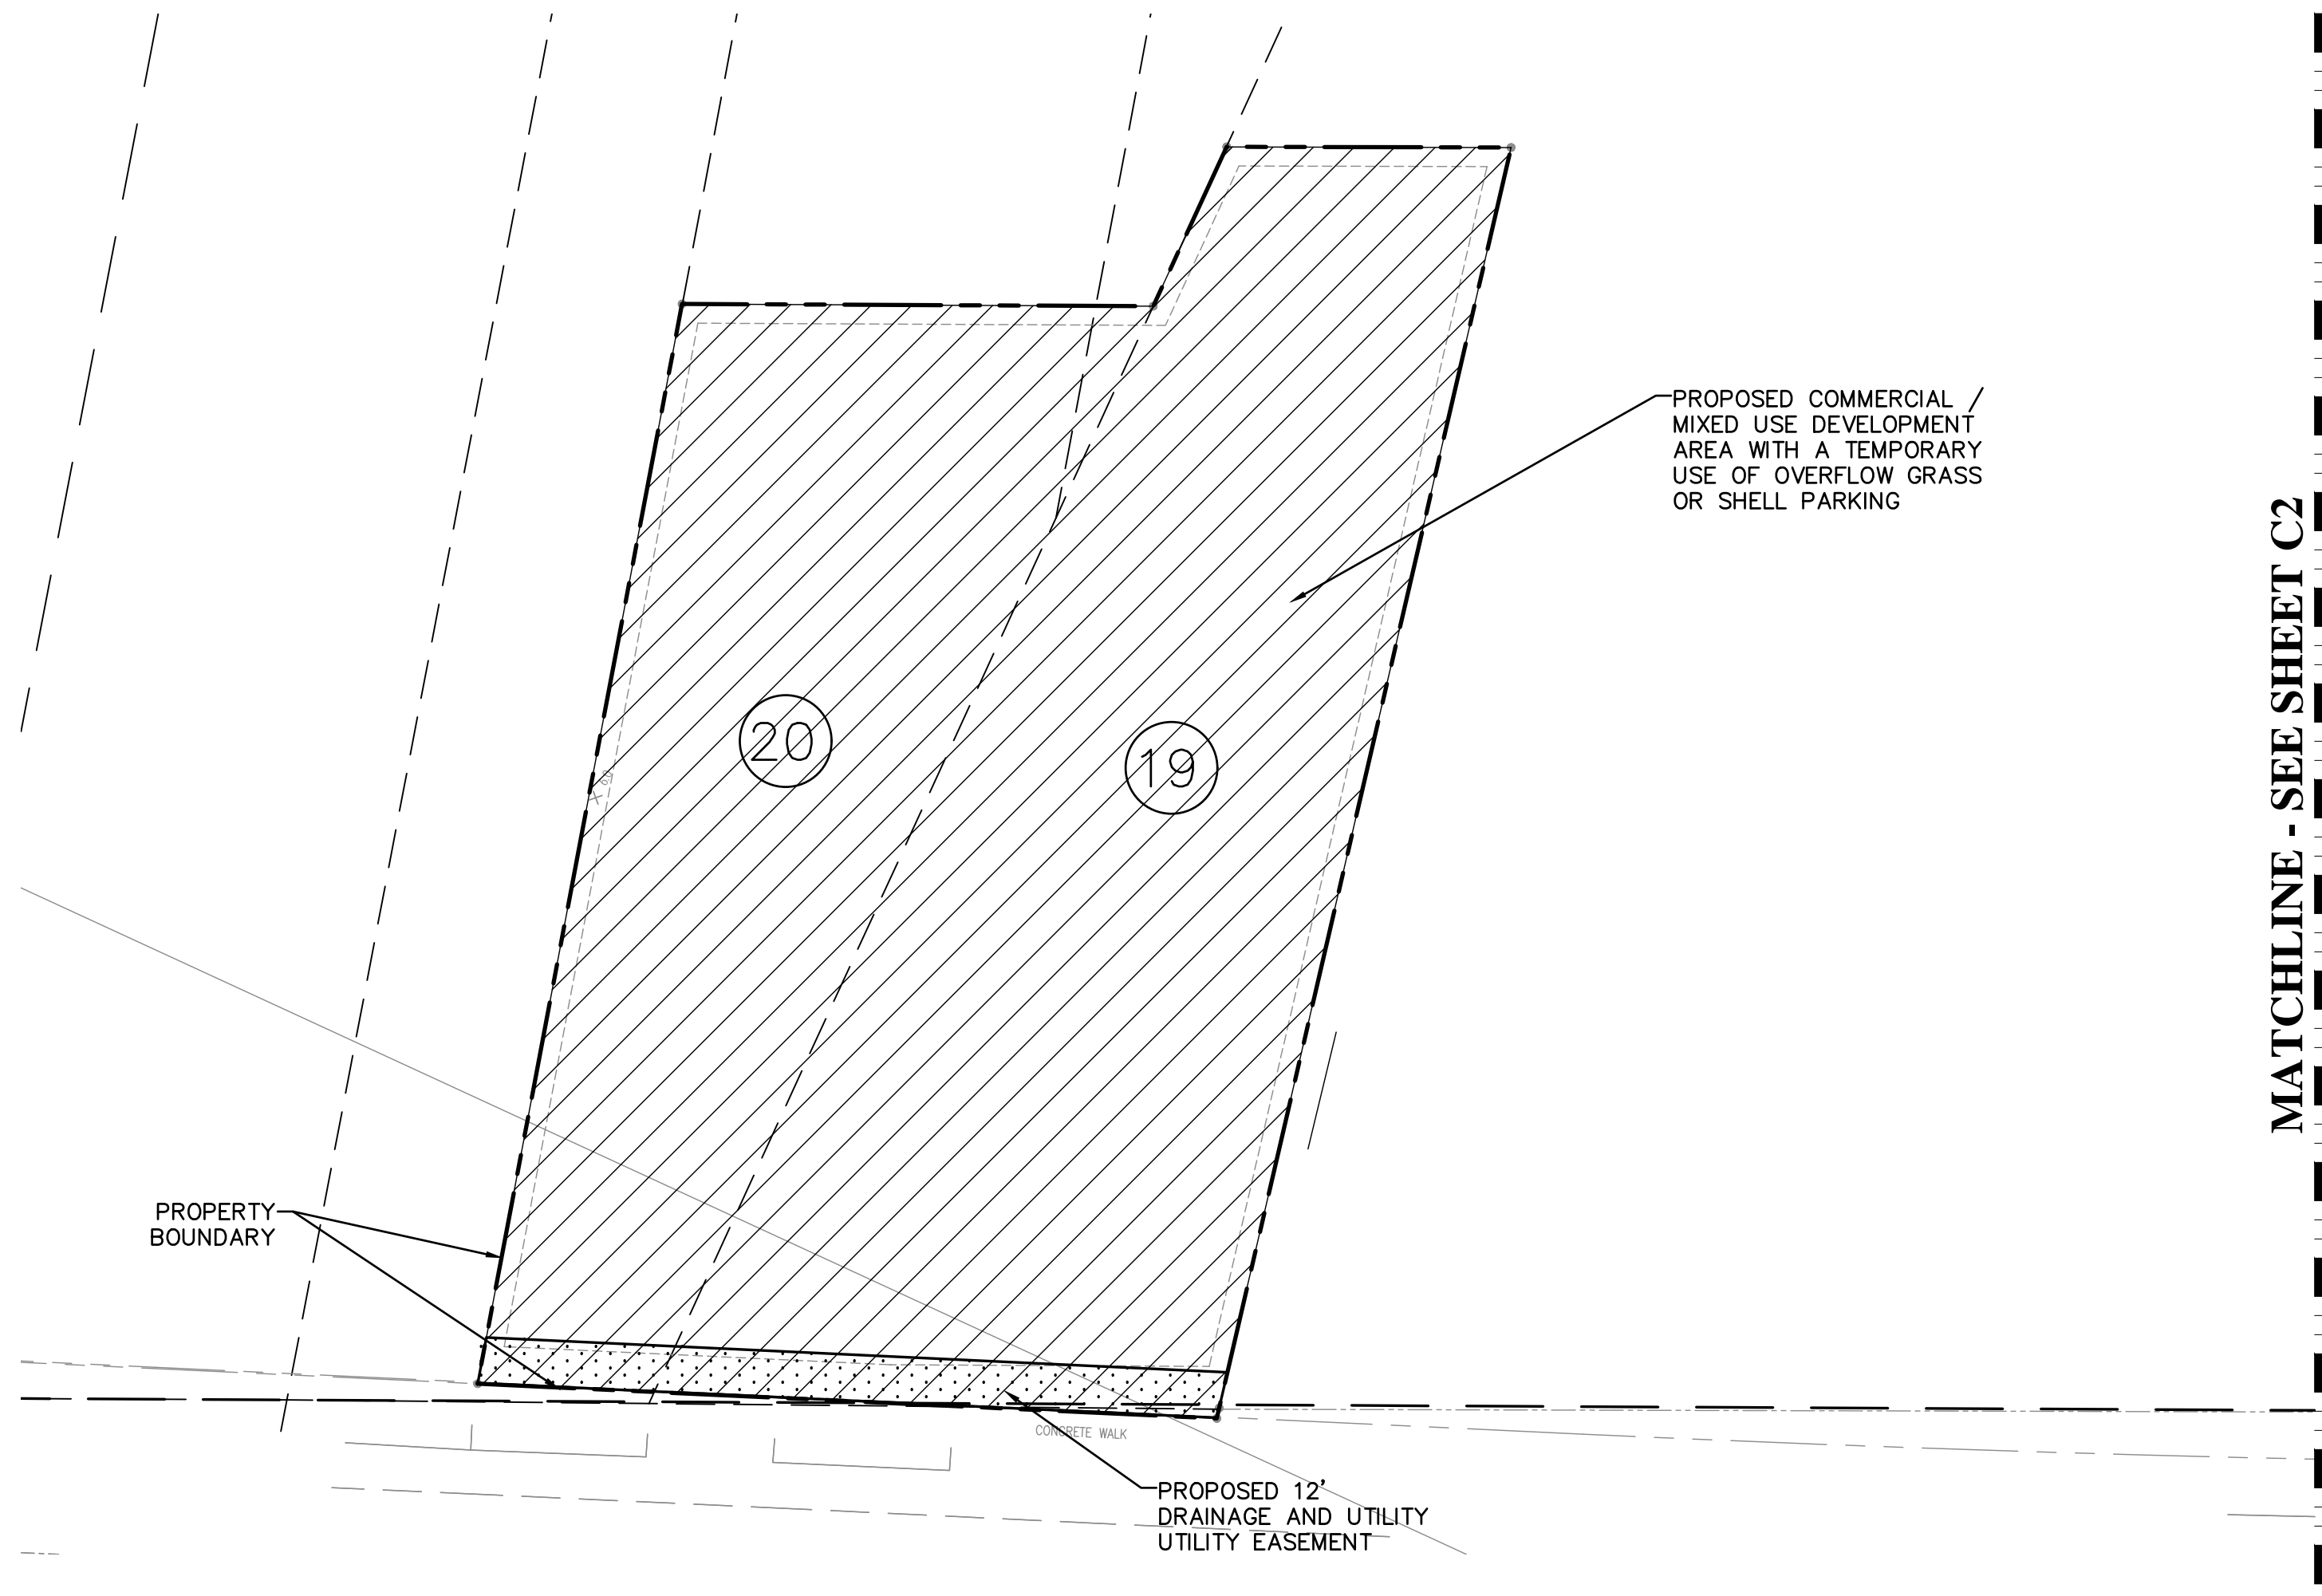 PROPOSED COMMERCIAL /
MIXED USE DEVELOPMENT
AREA WITH A TEMPORARY
USE OF OVERFLOW GRASS
OR SHELL PARKING
MATCHLINE - SEE SHEET C2
20
19
PROPERTY
BOUNDARY
CONCRETE WALK
PROPOSED 12'
DRAINAGE AND UTILITY
UTILITY EASEMENT